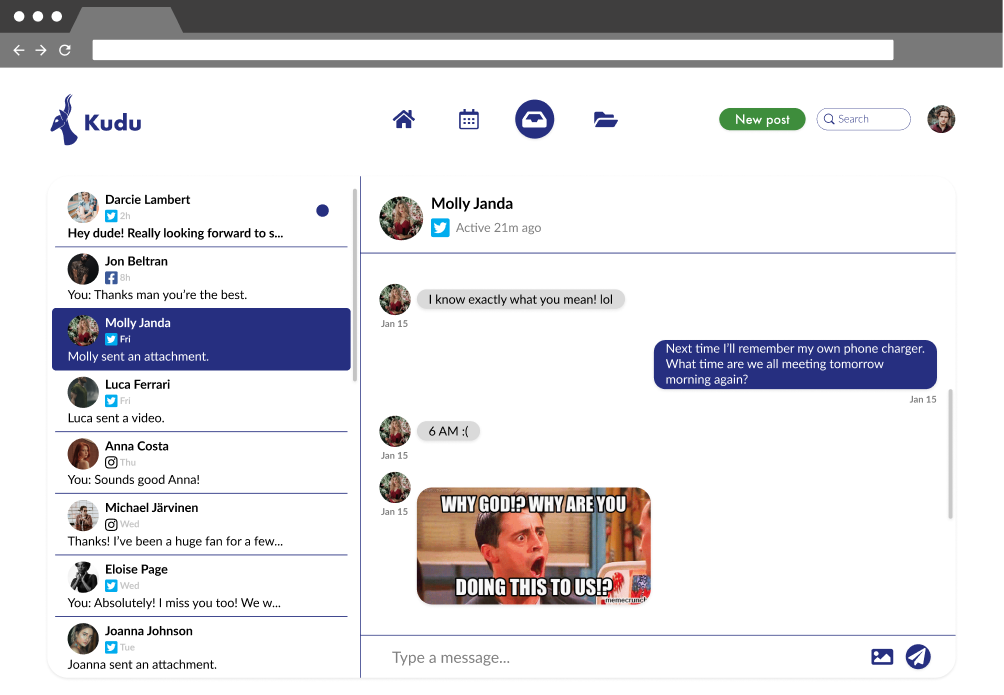 Kudu
New post
Search
Darcie Lambert
2h
Hey dude! Really looking forward to s...
Jon Beltran
8h
You: Thanks man you're the best.
Molly Janda
Fri
Molly sent an attachment.
Luca Ferrari
Fri
Luca sent a video.
Anna Costa
Thu
You: Sounds good Anna!
Michael Järvinen
Wed
Thanks! I've been a huge fan for a few...
Eloise Page
Wed
You: Absolutely! I miss you too! We w...
Joanna Johnson
Tue
Joanna sent an attachment.
Molly Janda
Active 21m ago
I know exactly what you mean! lol
Jan 15
Next time I'll remember my own phone charger.
What time are we all meeting tomorrow
morning again?
Jan 15
6 AM :(
Jan 15
Jan 15
WHY GOD!? WHY ARE YOU
DOING THIS TO US!?
memecrunch
Type a message...